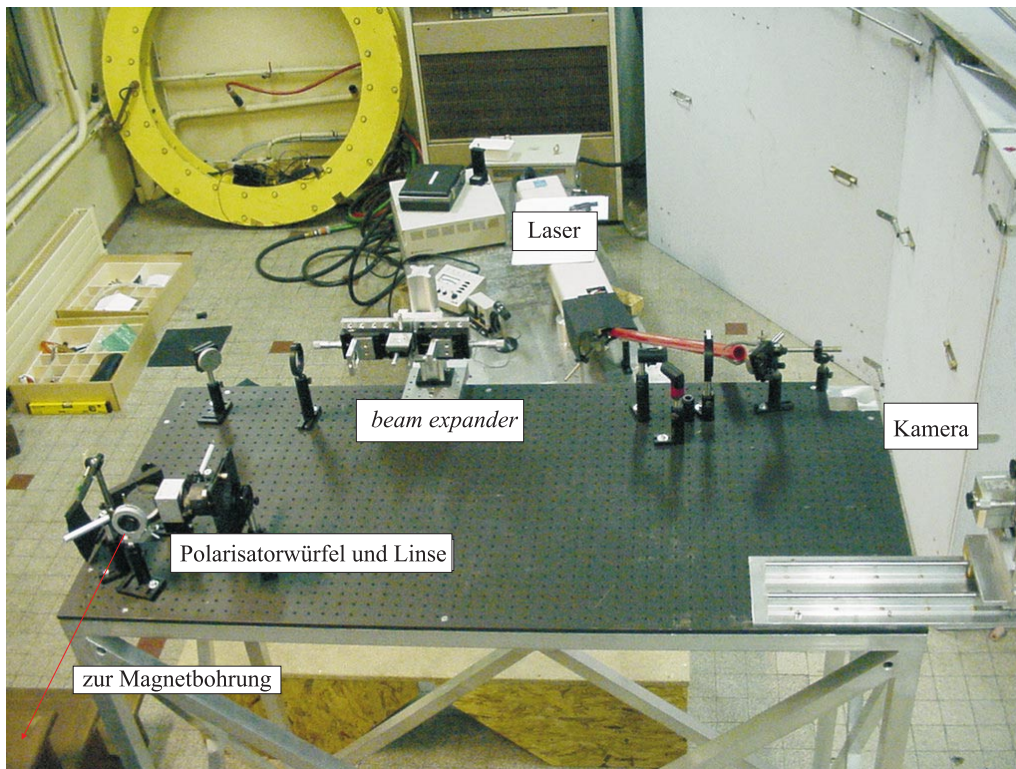 Laser
beam expander
Kamera
Polarisatorwürfel und Linse
zur Magnetbohrung